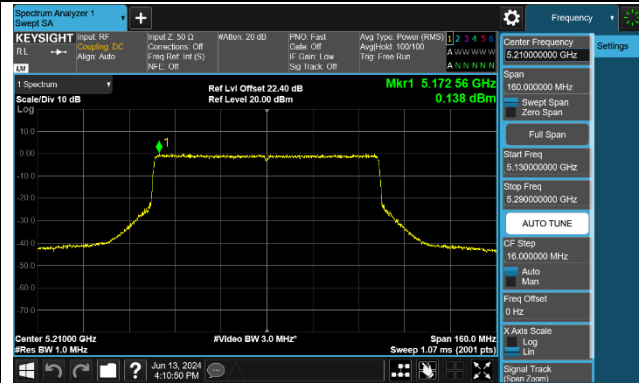 Spectrum Analyzer 1
Swept SA
Frequency
KEYSIGHT
RL
LXI
Input: RF
Coupling: DC
Align: Auto
Input Z: 50 Ω
Corrections: Off
Freq Ref: Int (S)
NFE: Off
#Atten: 20 dB
PNO: Fast
Gate: Off
IF Gain: Low
Sig Track: Off
Avg Type: Power (RMS)
Avg|Hold: 100/100
Trig: Free Run
1 2 3 4 5 6
A W W W W W
A N N N N N
1 Spectrum
Scale/Div 10 dB
Log
Ref Lvl Offset 22.40 dB
Ref Level 20.00 dBm
Mkr1 5.172 56 GHz
0.138 dBm
10.0
1
0.00
-10.0
-20.0
-30.0
-40.0
-50.0
-60.0
-70.0
Center 5.21000 GHz
#Res BW 1.0 MHz
#Video BW 3.0 MHz*
Span 160.0 MHz
Sweep 1.07 ms (2001 pts)
Jun 13, 2024
4:10:50 PM
?
Center Frequency
5.210000000 GHz
Settings
Span
160.000000 MHz
Swept Span
Zero Span
Full Span
Start Freq
5.130000000 GHz
Stop Freq
5.290000000 GHz
AUTO TUNE
CF Step
16.000000 MHz
Auto
Man
Freq Offset
0 Hz
X Axis Scale
Log
Lin
Signal Track
(Span Zoom)